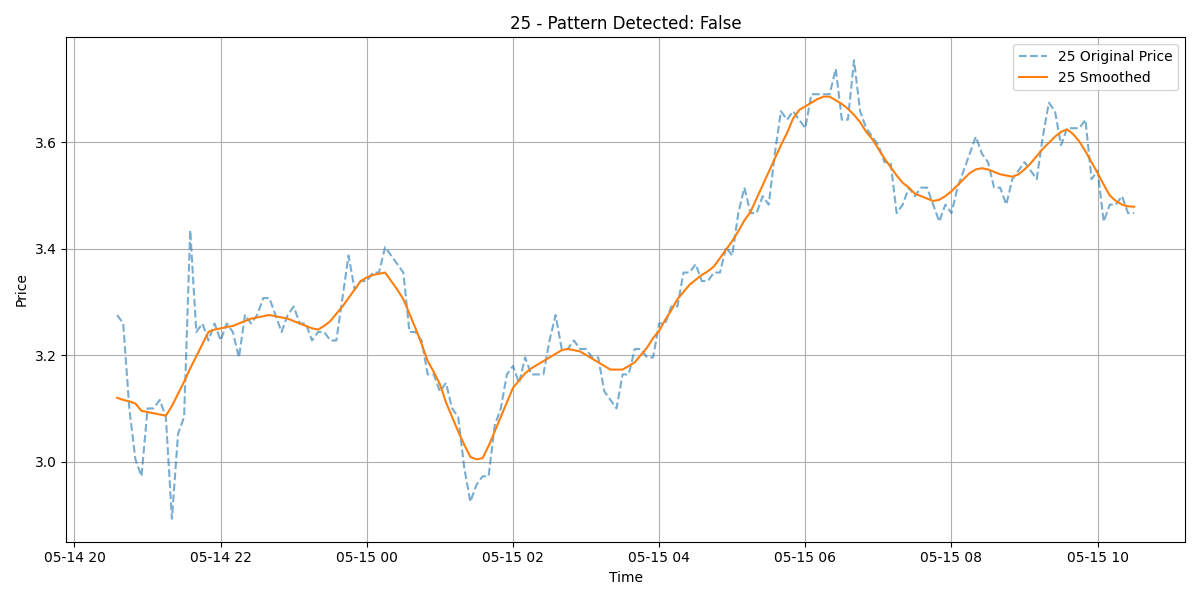 25 - Pattern Detected: False
25 Original Price
25 Smoothed
3.6
3.4
3.2
3.0
Price
05-14 20
05-14 22
05-15 00
05-15 02
05-15 04
05-15 06
05-15 08
05-15 10
Time